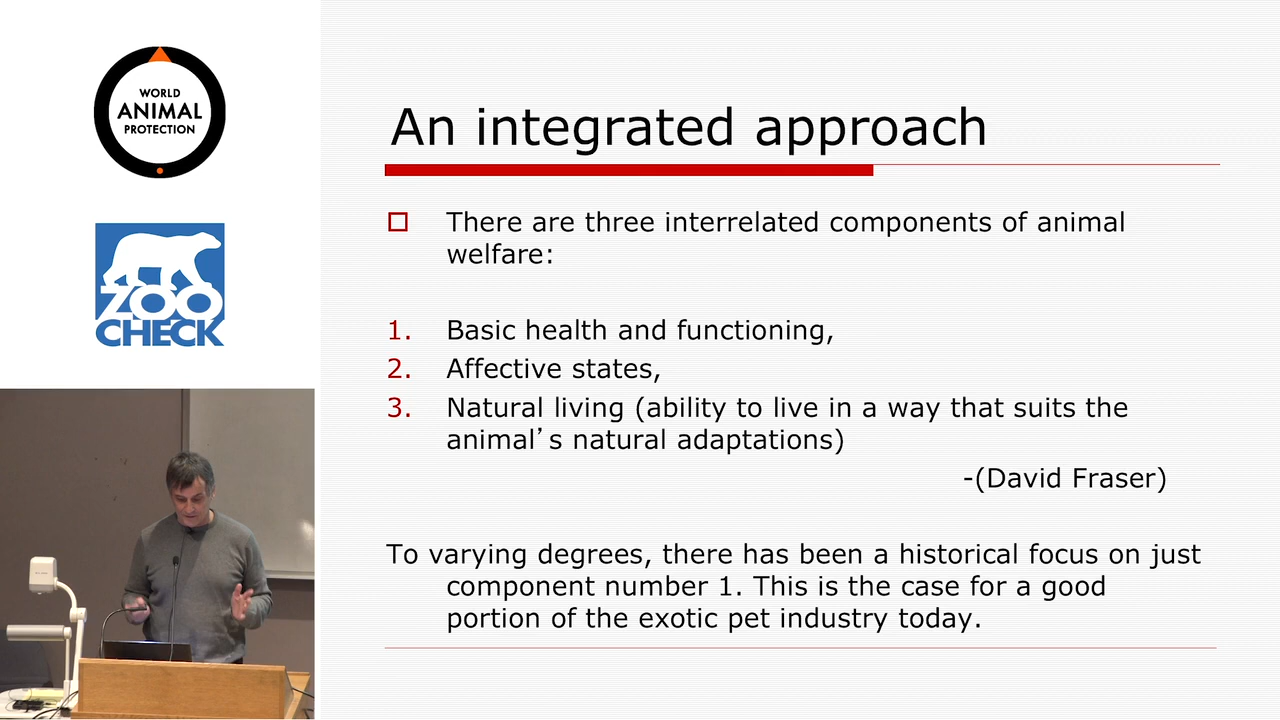 WORLD
ANIMAL
PROTECTION
ZOO
CHECK
An integrated approach
There are three interrelated components of animal
welfare:
1. Basic health and functioning,
2. Affective states,
3. Natural living (ability to live in a way that suits the
animal’s natural adaptations)
-(David Fraser)
To varying degrees, there has been a historical focus on just
component number 1. This is the case for a good
portion of the exotic pet industry today.